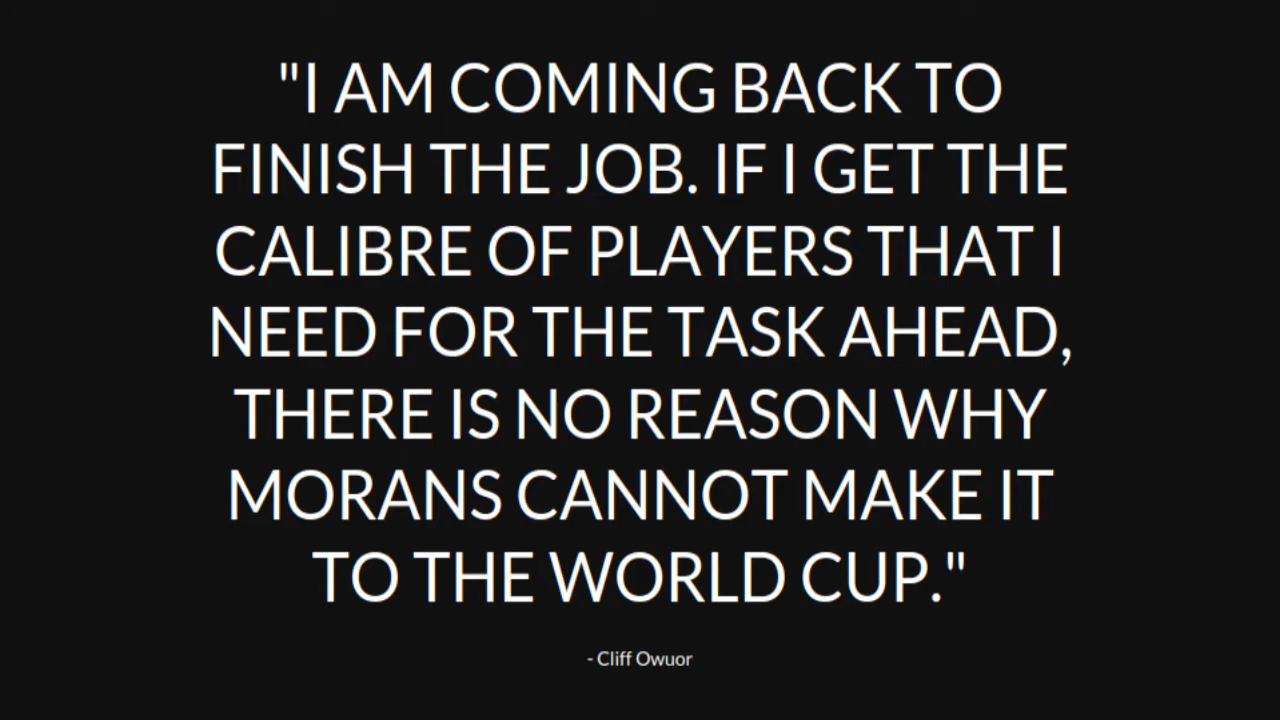 "I AM COMING BACK TO
FINISH THE JOB. IF I GET THE
CALIBRE OF PLAYERS THAT I
NEED FOR THE TASK AHEAD,
THERE IS NO REASON WHY
MORANS CANNOT MAKE IT
TO THE WORLD CUP."
- Cliff Owuor